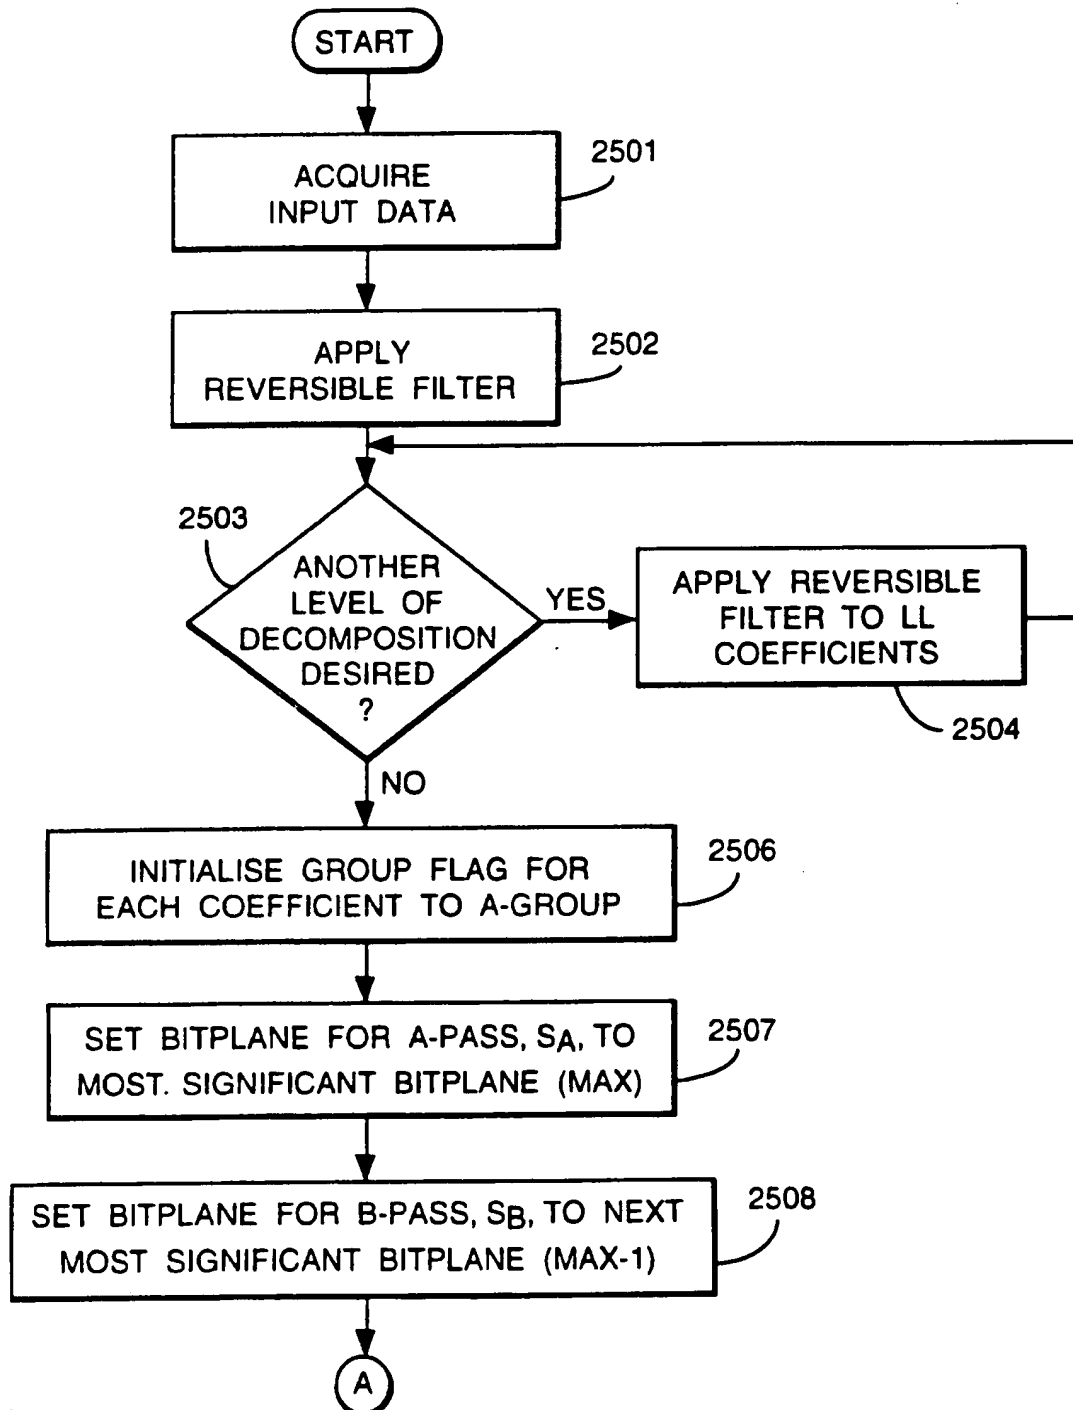 START
ACQUIRE
INPUT DATA
2501
APPLY
REVERSIBLE FILTER
2502
2503
ANOTHER
LEVEL OF
DECOMPOSITION
DESIRED
?
YES
APPLY REVERSIBLE
FILTER TO LL
COEFFICIENTS
2504
NO
INITIALISE GROUP FLAG FOR
EACH COEFFICIENT TO A-GROUP
2506
SET BITPLANE FOR A-PASS, SA, TO
MOST. SIGNIFICANT BITPLANE (MAX)
2507
SET BITPLANE FOR B-PASS, SB, TO NEXT
MOST SIGNIFICANT BITPLANE (MAX-1)
2508
A